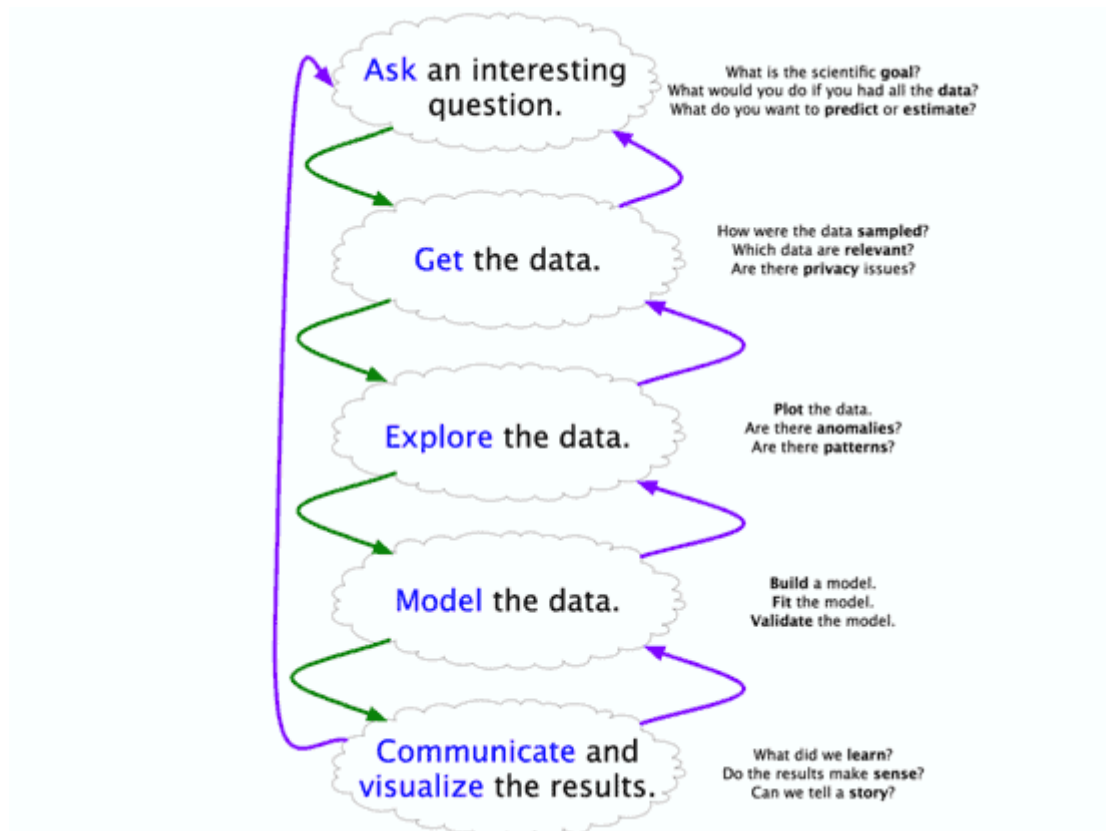 Ask an interesting
question.
What is the scientific goal?
What would you do if you had all the data?
What do you want to predict or estimate?
Get the data.
How were the data sampled?
Which data are relevant?
Are there privacy issues?
Explore the data.
Plot the data.
Are there anomalies?
Are there patterns?
Model the data.
Build a model.
Fit the model.
Validate the model.
Communicate and
visualize the results.
What did we learn?
Do the results make sense?
Can we tell a story?